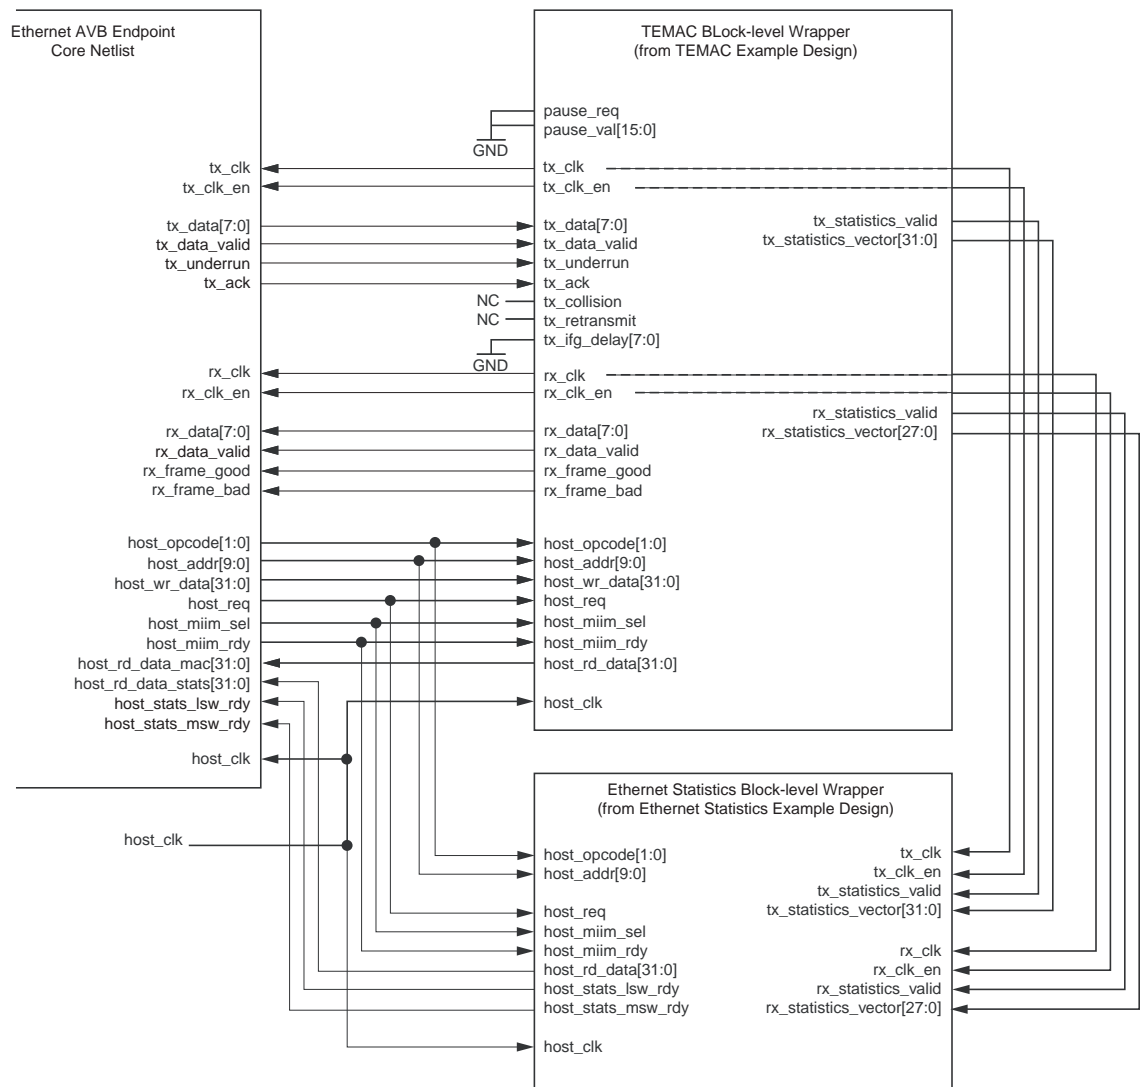 Ethernet AVB Endpoint
Core Netlist
tx_clk
tx_clk_en
tx_data[7:0]
tx_data_valid
tx_underrun
tx_ack
rx_clk
rx_clk_en
rx_data[7:0]
rx_data_valid
rx_frame_good
rx_frame_bad
host_opcode[1:0]
host_addr[9:0]
host_wr_data[31:0]
host_req
host_miim_sel
host_miim_rdy
host_rd_data_mac[31:0]
host_rd_data_stats[31:0]
host_stats_lsw_rdy
host_stats_msw_rdy
host_clk
host_clk
TEMAC BLock-level Wrapper
(from TEMAC Example Design)
pause_req
pause_val[15:0]
GND
tx_clk
tx_clk_en
tx_data[7:0]
tx_data_valid
tx_underrun
tx_ack
NC
tx_collision
NC
tx_retransmit
tx_ifg_delay[7:0]
GND
rx_clk
rx_clk_en
rx_data[7:0]
rx_data_valid
rx_frame_good
rx_frame_bad
host_opcode[1:0]
host_addr[9:0]
host_wr_data[31:0]
host_req
host_miim_sel
host_miim_rdy
host_rd_data[31:0]
host_clk
tx_statistics_valid
tx_statistics_vector[31:0]
rx_statistics_valid
rx_statistics_vector[27:0]
Ethernet Statistics Block-level Wrapper
(from Ethernet Statistics Example Design)
host_opcode[1:0]
host_addr[9:0]
host_req
host_miim_sel
host_miim_rdy
host_rd_data[31:0]
host_stats_lsw_rdy
host_stats_msw_rdy
host_clk
tx_clk
tx_clk_en
tx_statistics_valid
tx_statistics_vector[31:0]
rx_clk
rx_clk_en
rx_statistics_valid
rx_statistics_vector[27:0]